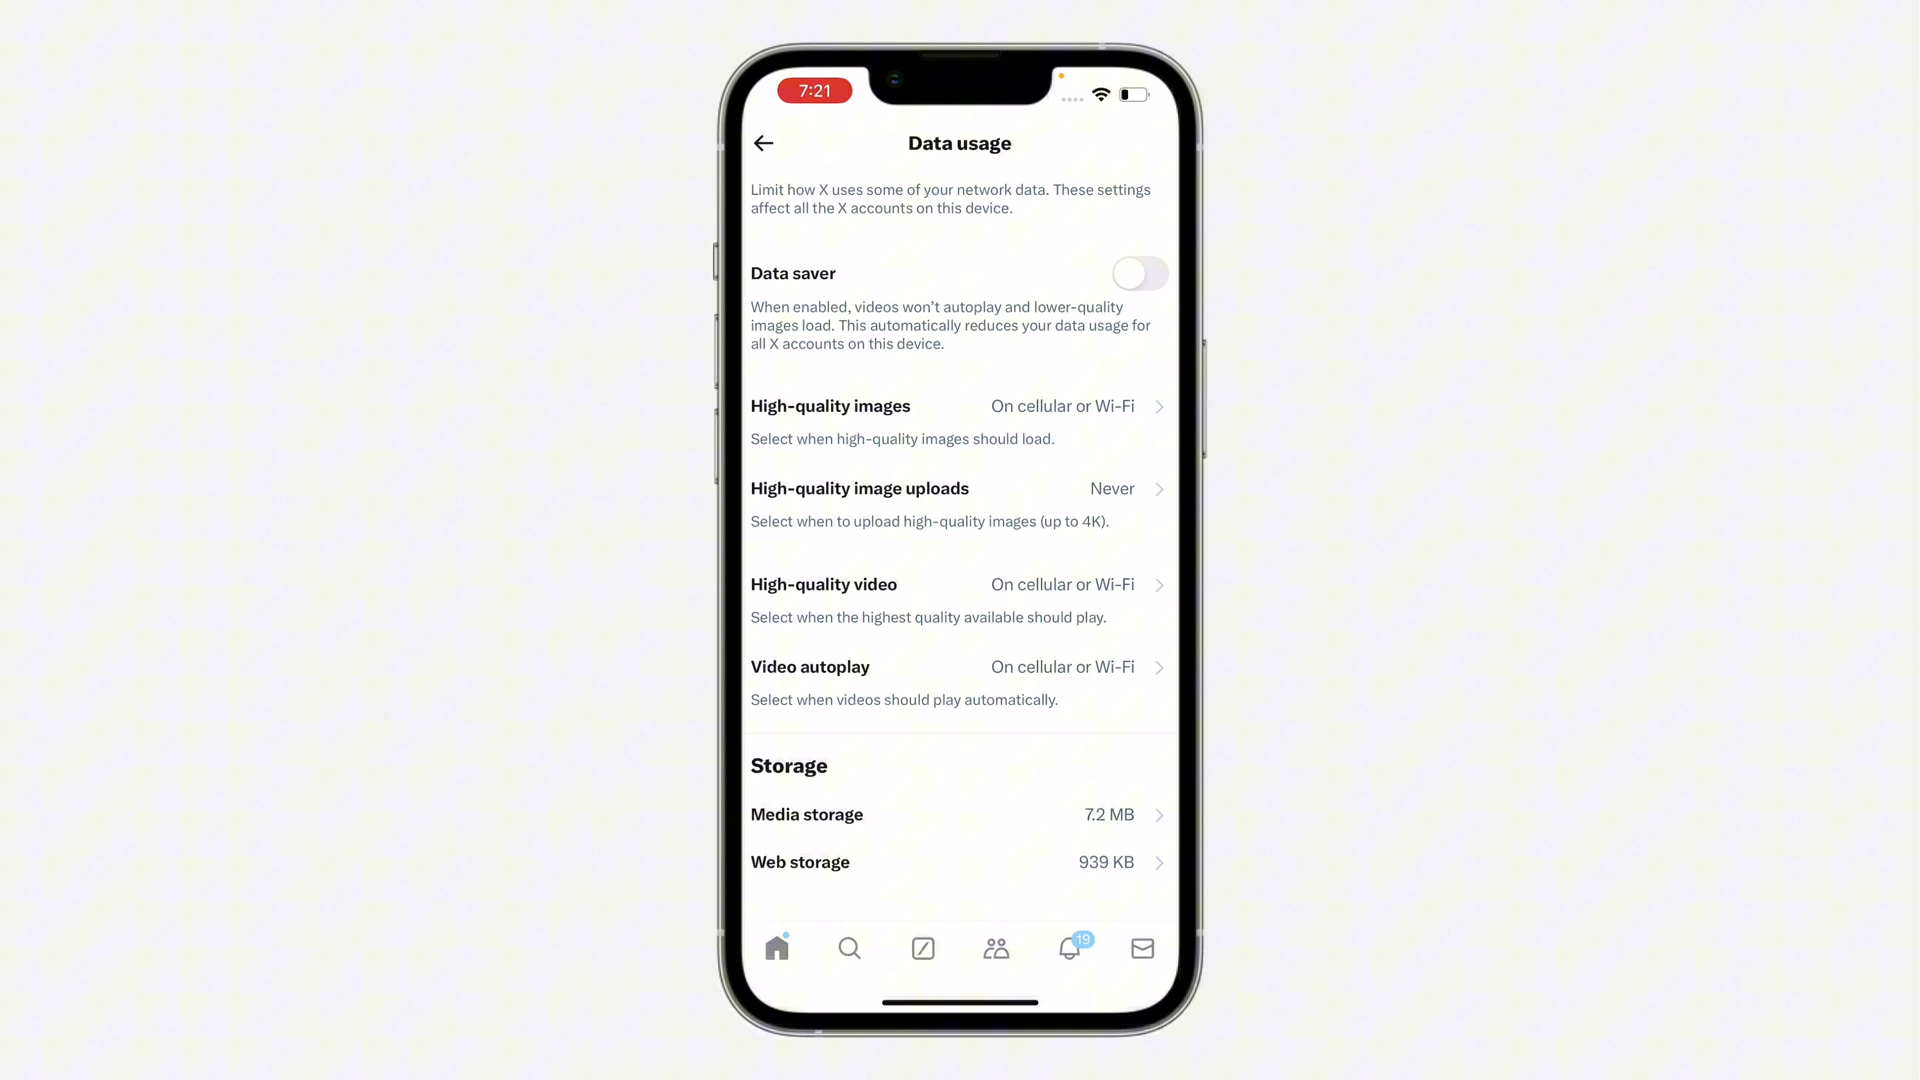 7:21
Data usage
Limit how X uses some of your network data. These settings
affect all the X accounts on this device.
Data saver
When enabled, videos won’t autoplay and lower-quality
images load. This automatically reduces your data usage for
all X accounts on this device.
High-quality images On cellular or Wi-Fi
Select when high-quality images should load.
High-quality image uploads Never
Select when to upload high-quality images (up to 4K).
High-quality video On cellular or Wi-Fi
Select when the highest quality available should play.
Video autoplay On cellular or Wi-Fi
Select when videos should play automatically.
Storage
Media storage 7.2 MB
Web storage 939 KB
19